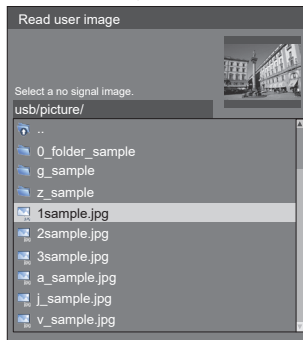 Read user image
Select a no signal image.
usb/picture/
..
0_folder_sample
g_sample
z_sample
1sample.jpg
2sample.jpg
3sample.jpg
a_sample.jpg
j_sample.jpg
v_sample.jpg